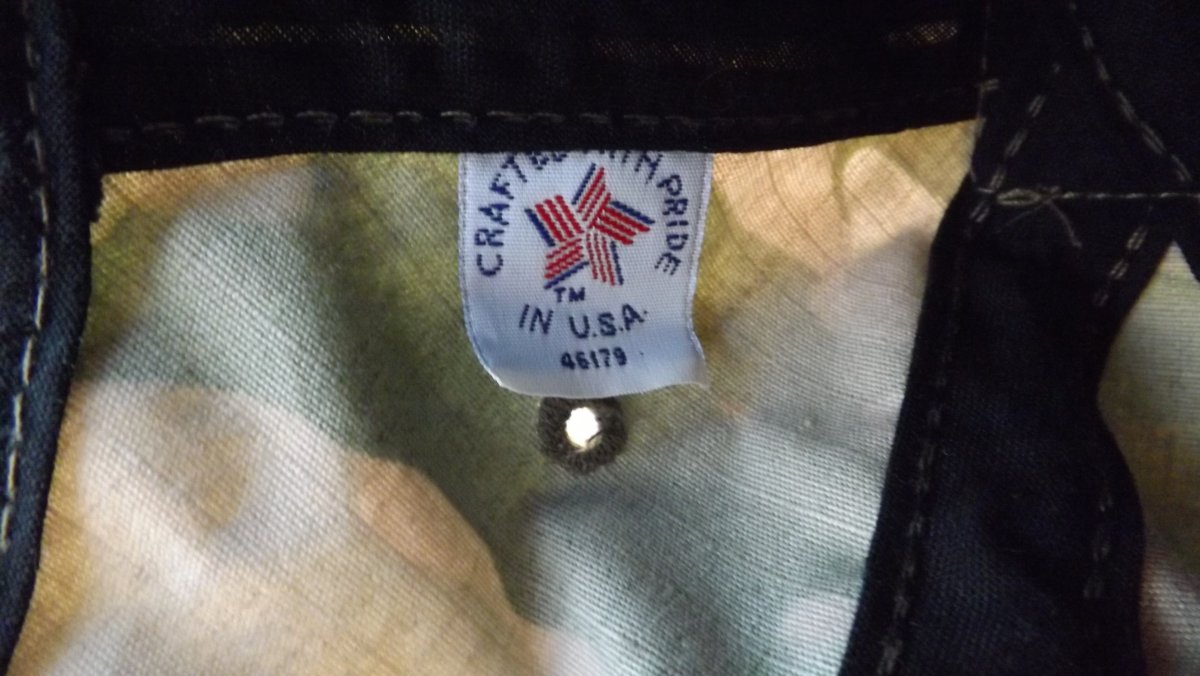 CRAFTED WITH PRIDE
TM
IN U.S.A.
46179